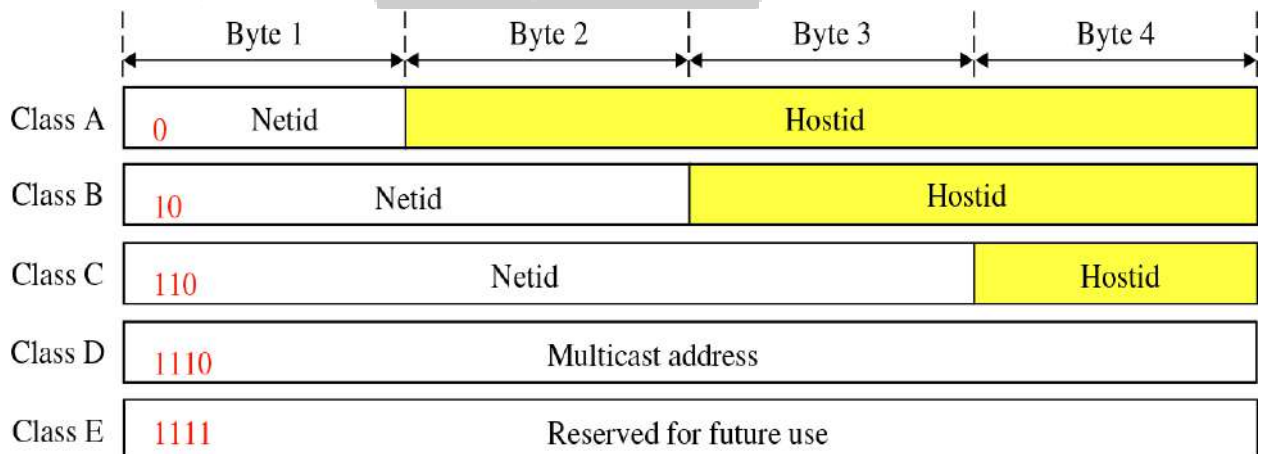 Byte 1 Byte 2 Byte 3 Byte 4
Class A 0 Netid Hostid
Class B 10 Netid Hostid
Class C 110 Netid Hostid
Class D 1110 Multicast address
Class E 1111 Reserved for future use